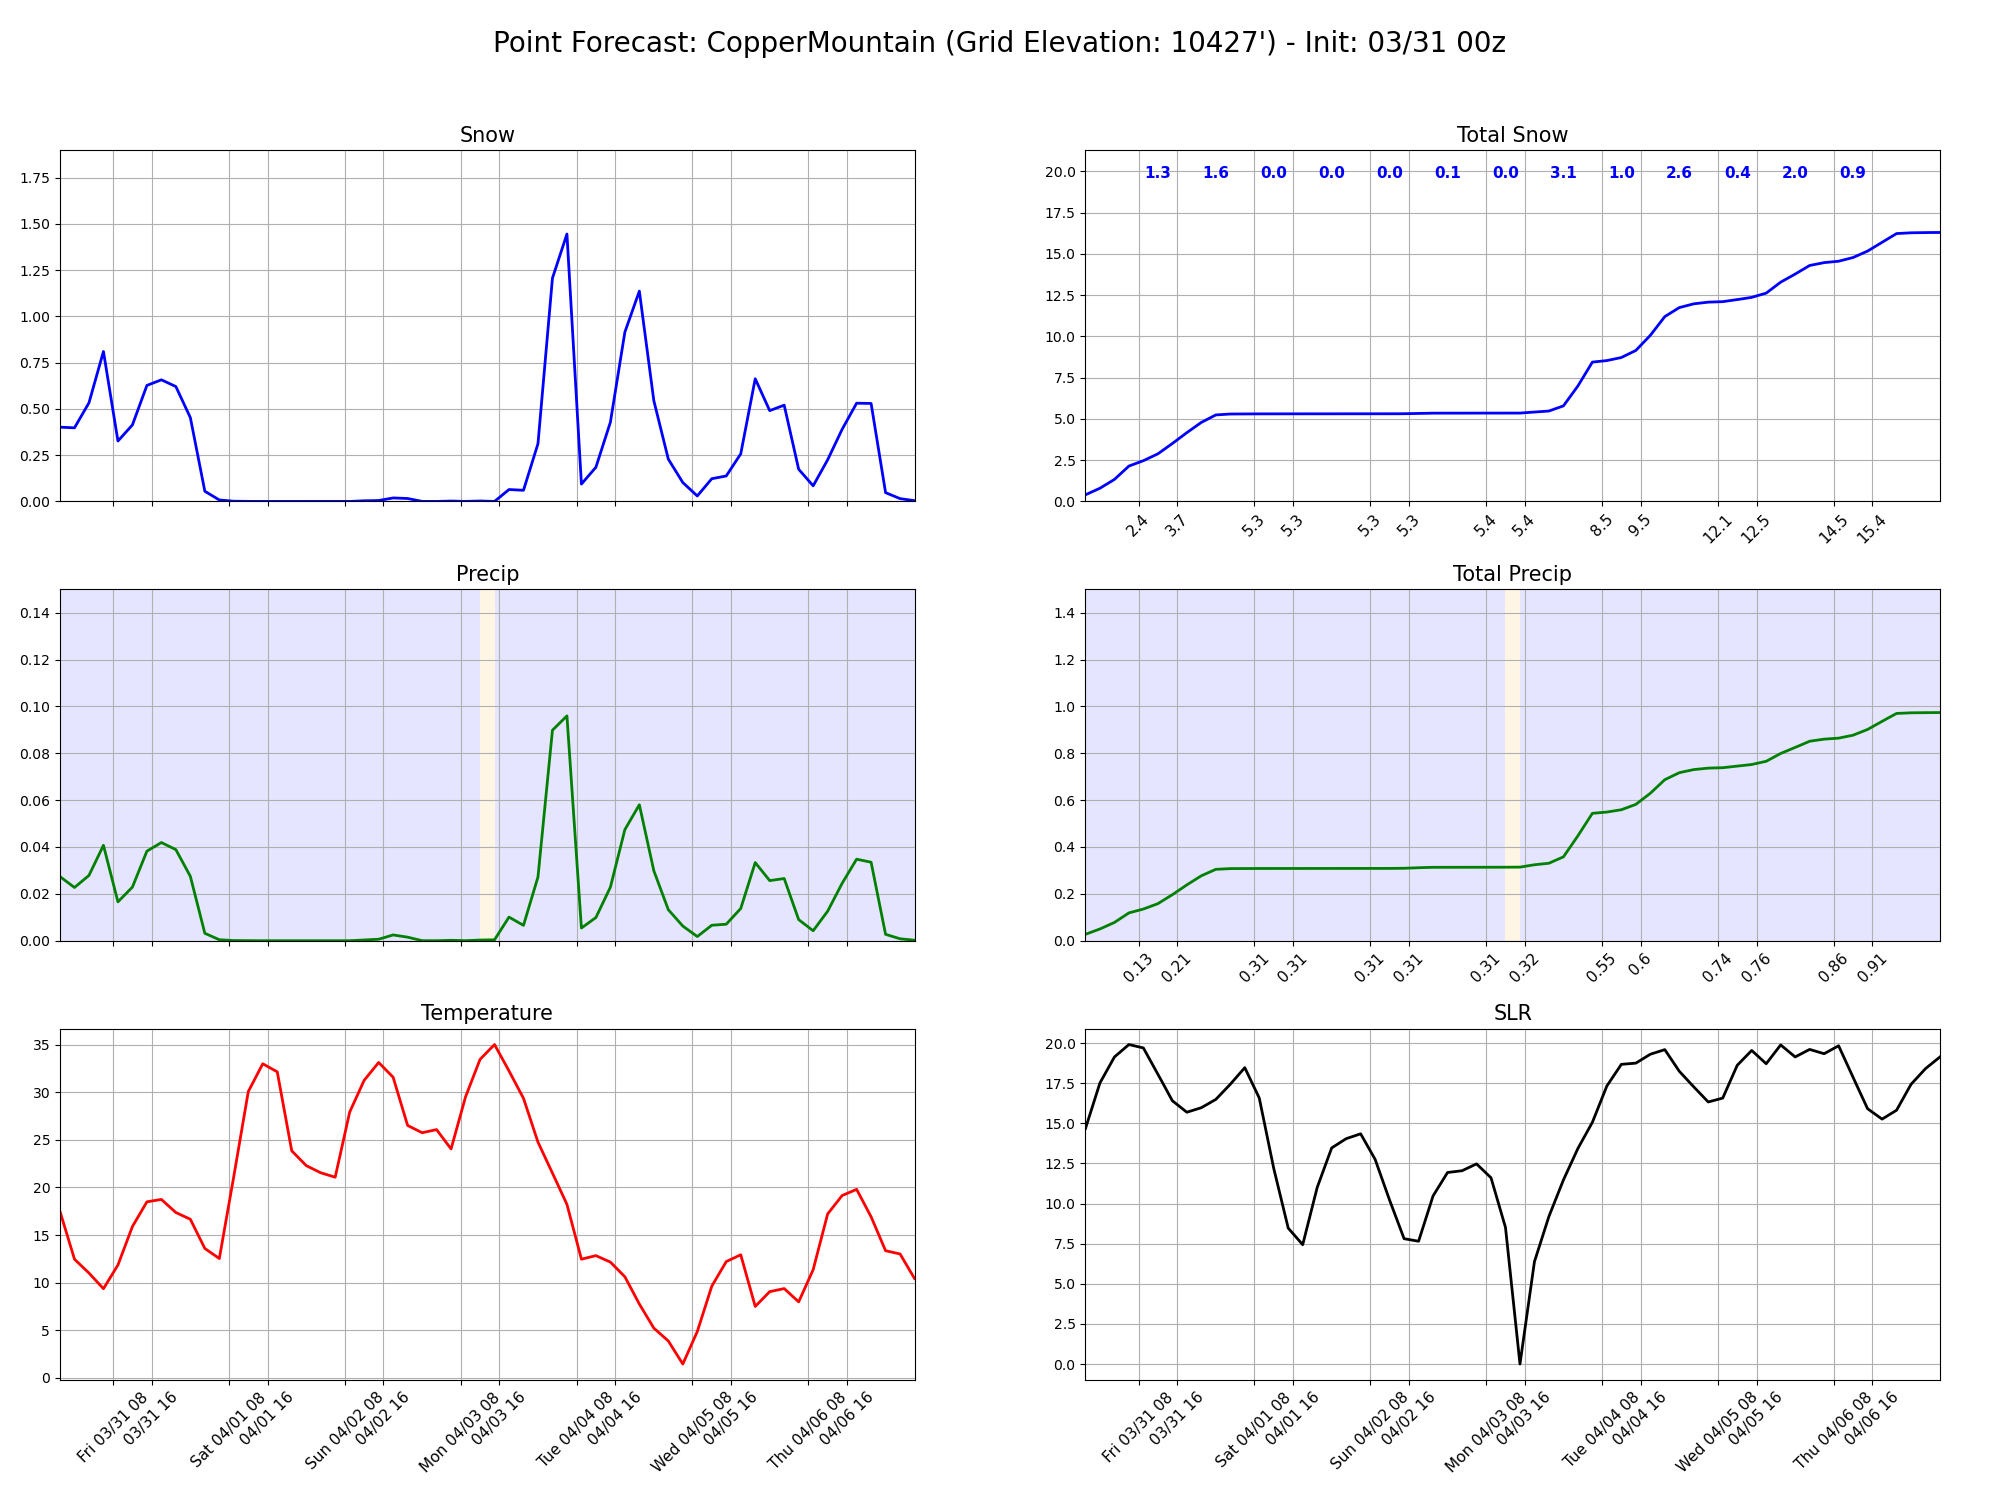 Point Forecast: CopperMountain (Grid Elevation: 10427') - Init: 03/31 00z
Snow
1.75
1.50
1.25
1.00
0.75
0.50
0.25
0.00
Total Snow
1.3 1.6 0.0 0.0 0.0 0.1 0.0 3.1 1.0 2.6 0.4 2.0 0.9
20.0
17.5
15.0
12.5
10.0
7.5
5.0
2.5
0.0
2.4 3.7 5.3 5.3 5.3 5.3 5.4 5.4 8.5 9.5 12.1 12.5 14.5 15.4
Precip
0.14
0.12
0.10
0.08
0.06
0.04
0.02
0.00
Total Precip
1.4
1.2
1.0
0.8
0.6
0.4
0.2
0.0
0.13 0.21 0.31 0.31 0.31 0.31 0.31 0.32 0.55 0.6 0.74 0.76 0.86 0.91
Temperature
35
30
25
20
15
10
5
0
Fri 03/31 08
03/31 16
Sat 04/01 08
04/01 16
Sun 04/02 08
04/02 16
Mon 04/03 08
04/03 16
Tue 04/04 08
04/04 16
Wed 04/05 08
04/05 16
Thu 04/06 08
04/06 16
SLR
20.0
17.5
15.0
12.5
10.0
7.5
5.0
2.5
0.0
Fri 03/31 08
03/31 16
Sat 04/01 08
04/01 16
Sun 04/02 08
04/02 16
Mon 04/03 08
04/03 16
Tue 04/04 08
04/04 16
Wed 04/05 08
04/05 16
Thu 04/06 08
04/06 16